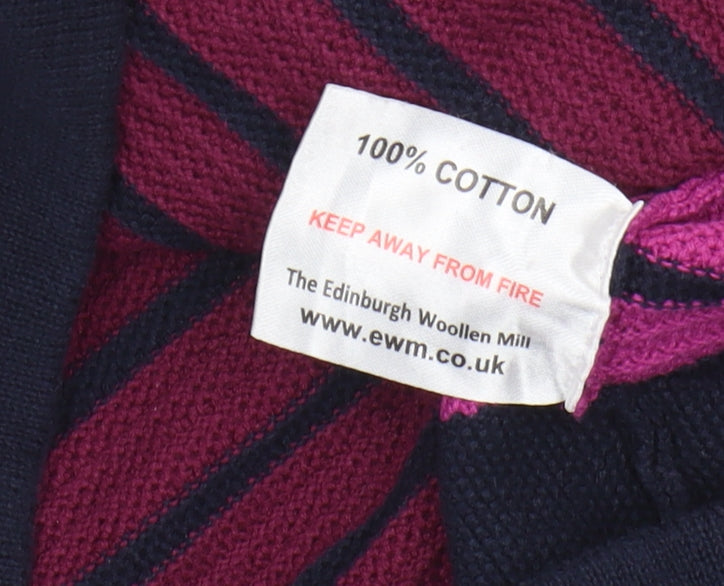 100% COTTON
KEEP AWAY FROM FIRE
The Edinburgh Woollen Mill
www.ewm.co.uk